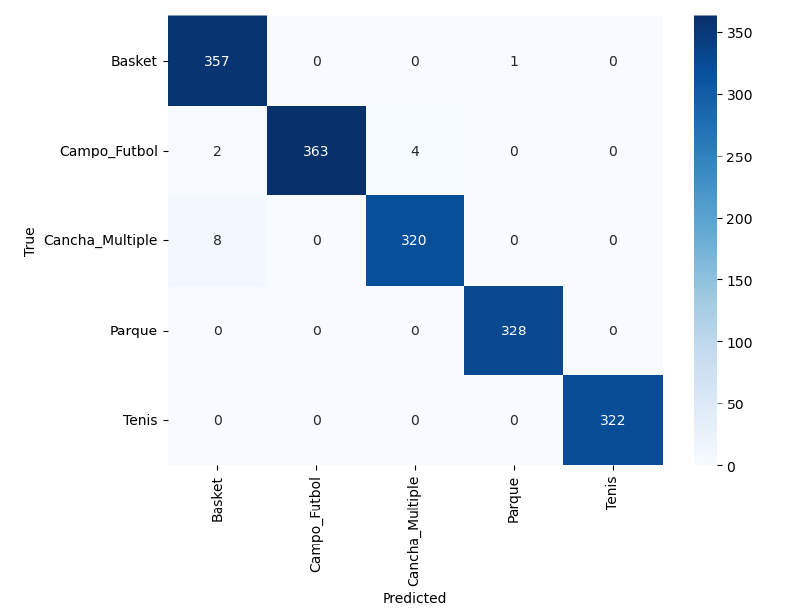 Basket 357 0 0 1 0
Campo_Futbol 2 363 4 0 0
Cancha_Multiple 8 0 320 0 0
Parque 0 0 0 328 0
Tenis 0 0 0 0 322
True
Basket Campo_Futbol Cancha_Multiple Parque Tenis
Predicted
350
300
250
200
150
100
50
0